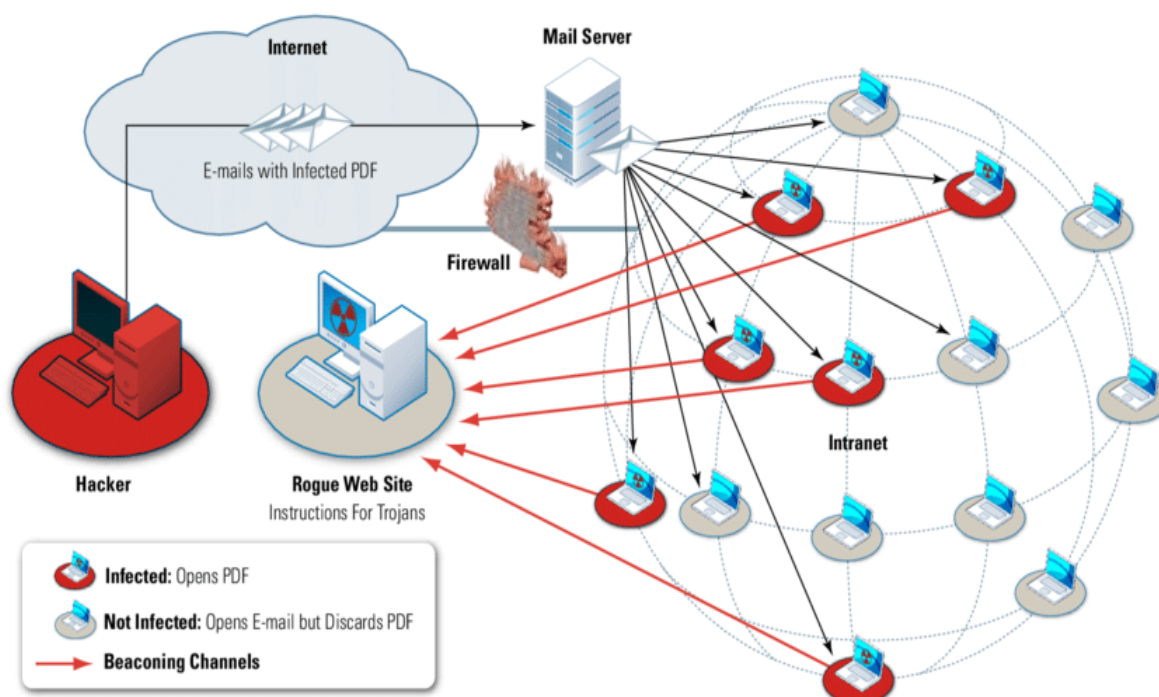 Internet
Mail Server
E-mails with Infected PDF
Firewall
Intranet
Hacker
Rogue Web Site
Instructions For Trojans
Infected: Opens PDF
Not Infected: Opens E-mail but Discards PDF
Beaconing Channels